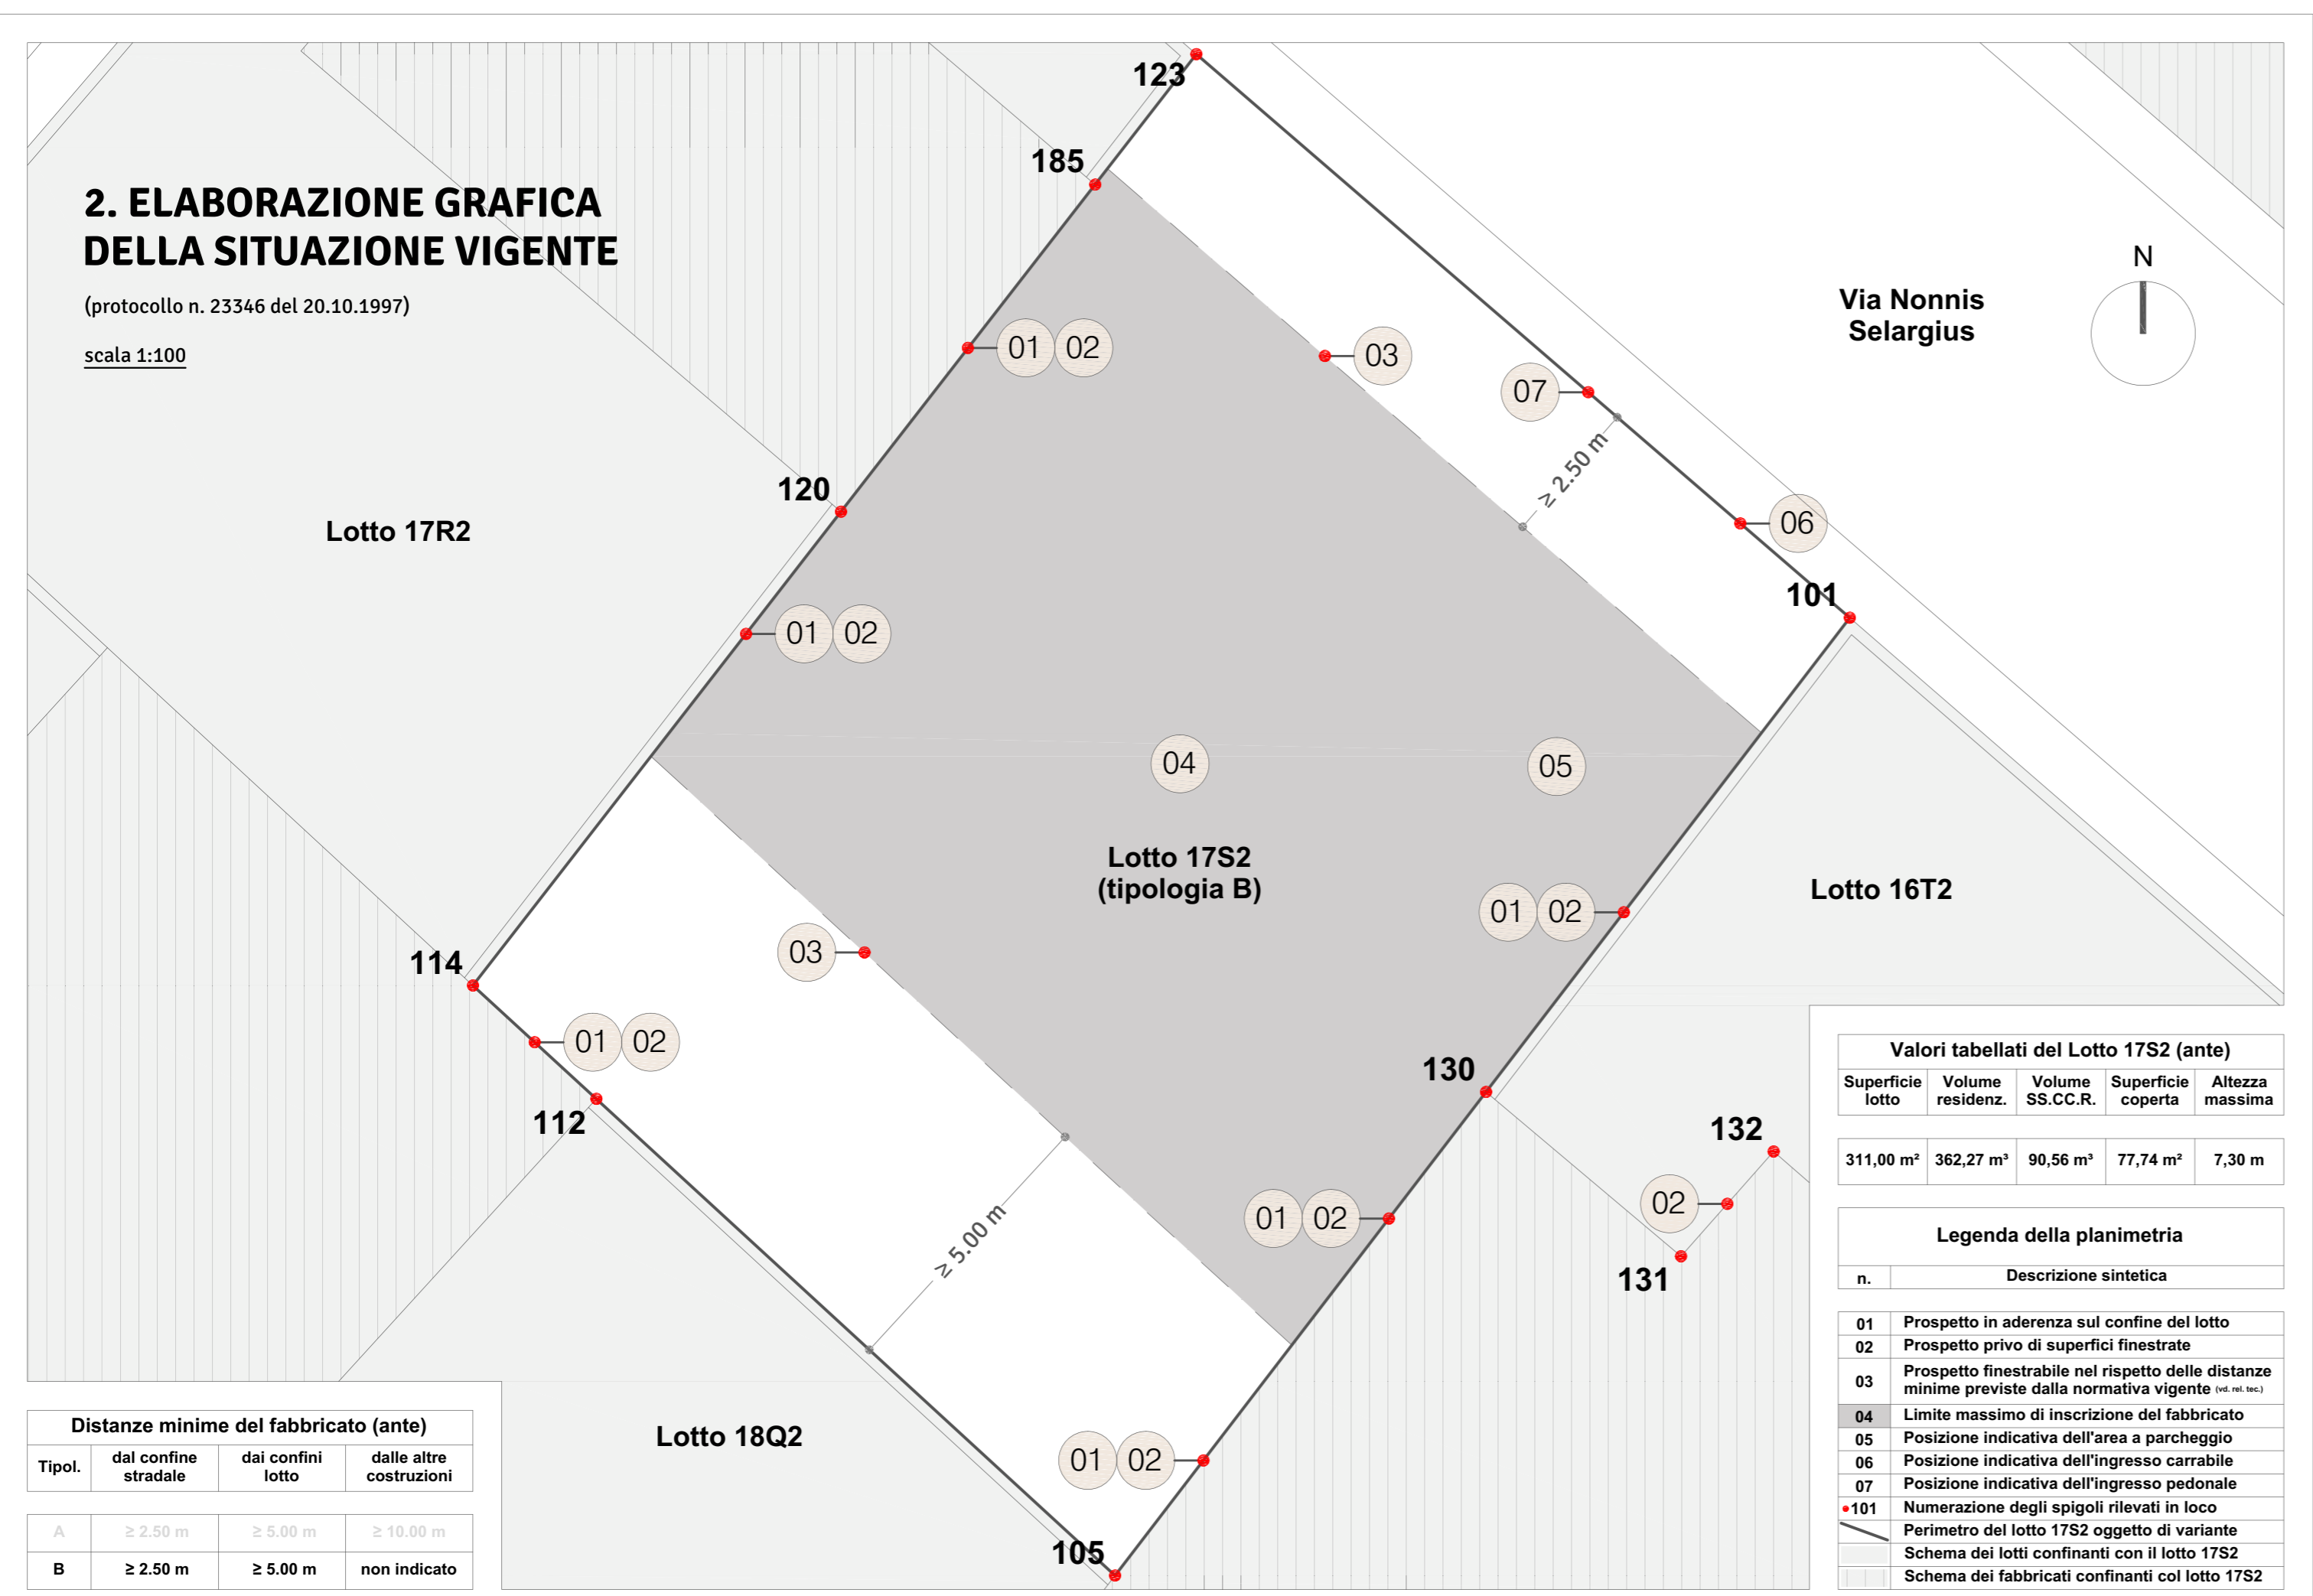 2. ELABORAZIONE GRAFICA
DELLA SITUAZIONE VIGENTE
(protocollo n. 23346 del 20.10.1997)
scala 1:100
123
185
N
Via Nonnis
Selargius
01 02
03
07
≥ 2.50 m
120
06
Lotto 17R2
101
01 02
04
05
Lotto 17S2
(tipologia B)
Lotto 16T2
01 02
03
114
01 02
112
130
132
02
131
01 02
≥ 5.00 m
Lotto 18Q2
01 02
105
Distanze minime del fabbricato (ante)
Tipol. dal confine stradale dai confini lotto dalle altre costruzioni
A ≥ 2.50 m ≥ 5.00 m ≥ 10.00 m
B ≥ 2.50 m ≥ 5.00 m non indicato
Valori tabellati del Lotto 17S2 (ante)
Superficie lotto Volume residenz. Volume SS.CC.R. Superficie coperta Altezza massima
311,00 m² 362,27 m³ 90,56 m³ 77,74 m² 7,30 m
Legenda della planimetria
n. Descrizione sintetica
01 Prospetto in aderenza sul confine del lotto
02 Prospetto privo di superfici finestrate
03 Prospetto finestrabile nel rispetto delle distanze
minime previste dalla normativa vigente (vd. rel. tec.)
04 Limite massimo di inscrizione del fabbricato
05 Posizione indicativa dell'area a parcheggio
06 Posizione indicativa dell'ingresso carrabile
07 Posizione indicativa dell'ingresso pedonale
101 Numerazione degli spigoli rilevati in loco
Perimetro del lotto 17S2 oggetto di variante
Schema dei lotti confinanti con il lotto 17S2
Schema dei fabbricati confinanti col lotto 17S2